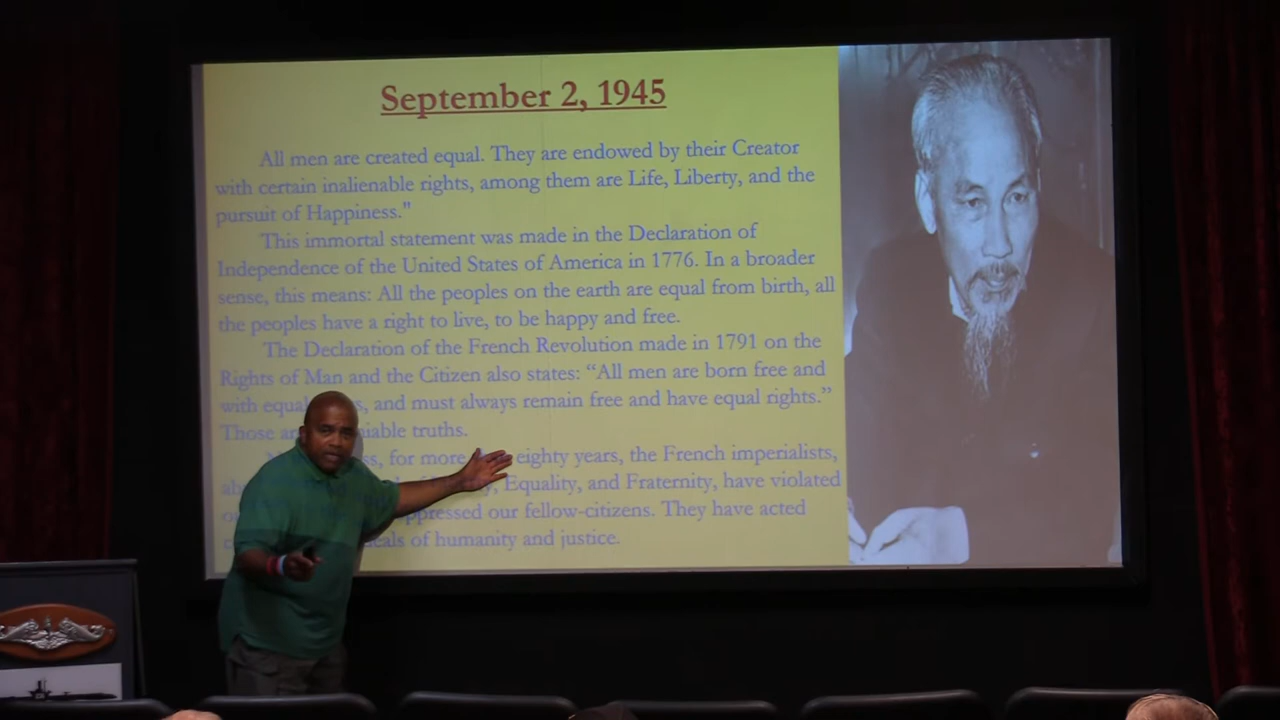 September 2, 1945
All men are created equal. They are endowed by their Creator
with certain inalienable rights, among them are Life, Liberty, and the
pursuit of Happiness."
This immortal statement was made in the Declaration of
Independence of the United States of America in 1776. In a broader
sense, this means: All the peoples on the earth are equal from birth, all
the peoples have a right to live, to be happy and free.
The Declaration of the French Revolution made in 1791 on the
Rights of Man and the Citizen also states: “All men are born free and
with equal and must always remain free and have equal rights.”
Those truths.
for more eighty years, the French imperialists,
Equality, and Fraternity, have violated
our fellow-citizens. They have acted
of humanity and justice.